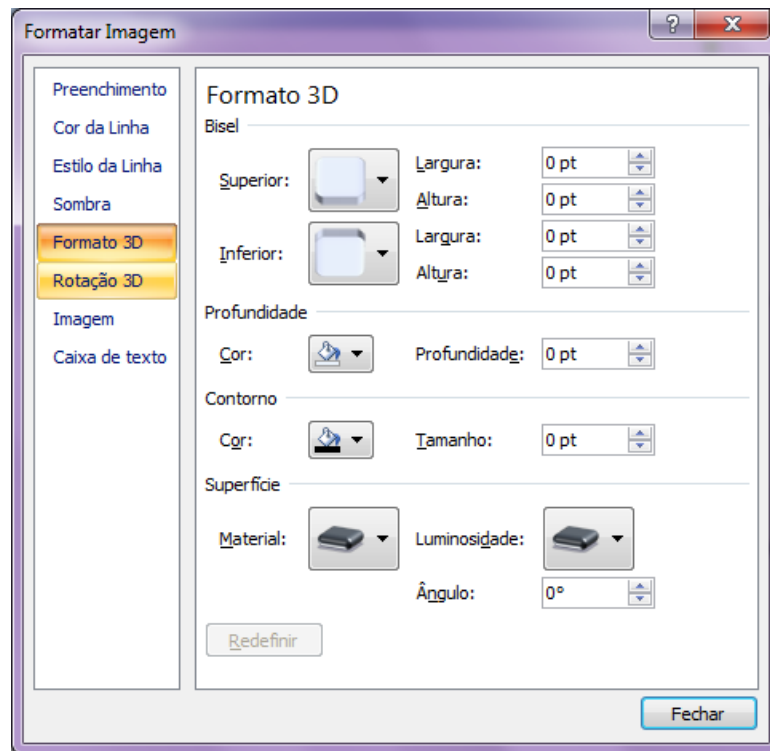 Formatar Imagem
Preenchimento
Cor da Linha
Estilo da Linha
Sombra
Formato 3D
Rotação 3D
Imagem
Caixa de texto
Formato 3D
Bisel
Superior:
Largura: 0 pt
Altura: 0 pt
Inferior:
Largura: 0 pt
Altura: 0 pt
Profundidade
Cor:
Profundidade: 0 pt
Contorno
Cor:
Tamanho: 0 pt
Superfície
Material:
Luminosidade:
Ângulo: 0°
Redefinir
Fechar